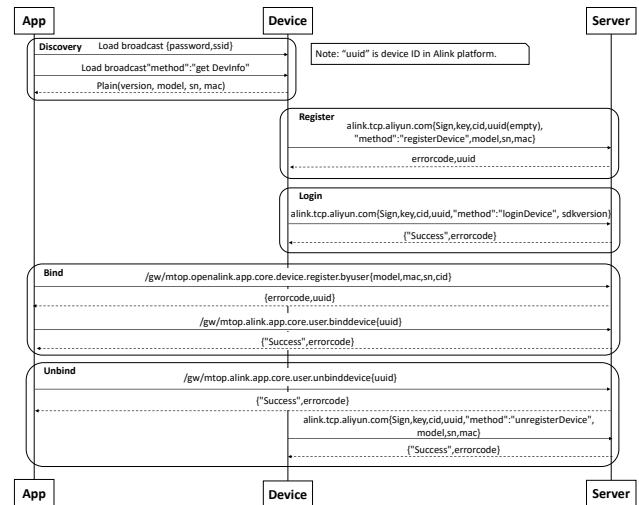 App Device Server
Discovery Load broadcast {password,ssid}
Note: “uuid” is device ID in Alink platform.
Load broadcast"method":"get DevInfo"
Plain(version, model, sn, mac)
Register
alink.tcp.aliyun.com{Sign,key,cid,uuid(empty),
"method":"registerDevice",model,sn,mac}
errorcode,uuid
Login
alink.tcp.aliyun.com{Sign,key,cid,uuid,"method":"loginDevice", sdkversion}
{"Success",errorcode}
Bind
/gw/mtop.openalink.app.core.device.register.byuser{model,mac,sn,cid}
{errorcode,uuid}
/gw/mtop.alink.app.core.user.binddevice{uuid}
{"Success",errorcode}
Unbind
/gw/mtop.alink.app.core.user.unbinddevice{uuid}
{"Success",errorcode}
alink.tcp.aliyun.com{Sign,key,cid,uuid,"method":"unregisterDevice",
model,sn,mac}
{"Success",errorcode}
App Device Server